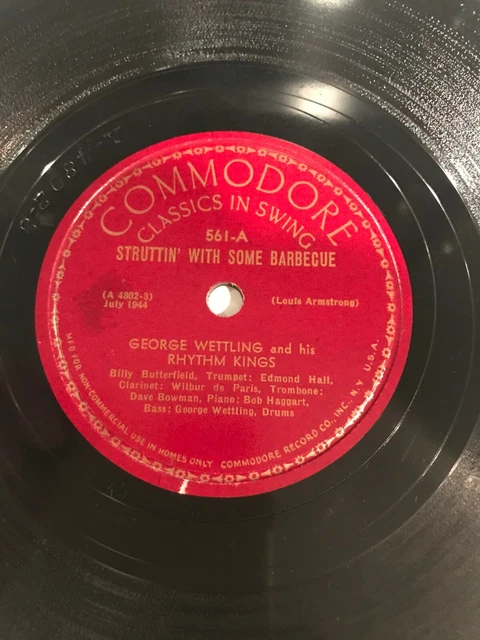 COMMODORE
CLASSICS IN SWING
561-A
STRUTTIN' WITH SOME BARBEGUE
(A 4802-3)
July 1944
(Louis Armstrong)
GEORGE WETTLING and his
RHYTHM KINGS
Billy Butterfield, Trumpet: Edmond Hall,
Clarinet: Wilbur de Paris, Trombone:
Dave Bowman, Piano: Bob Haggart,
Bass: George Wettling, Drums
MFG FOR NON-COMMERCIAL USE IN HOMES ONLY COMMODORE RECORD CO., INC. N.Y. U.S.A.